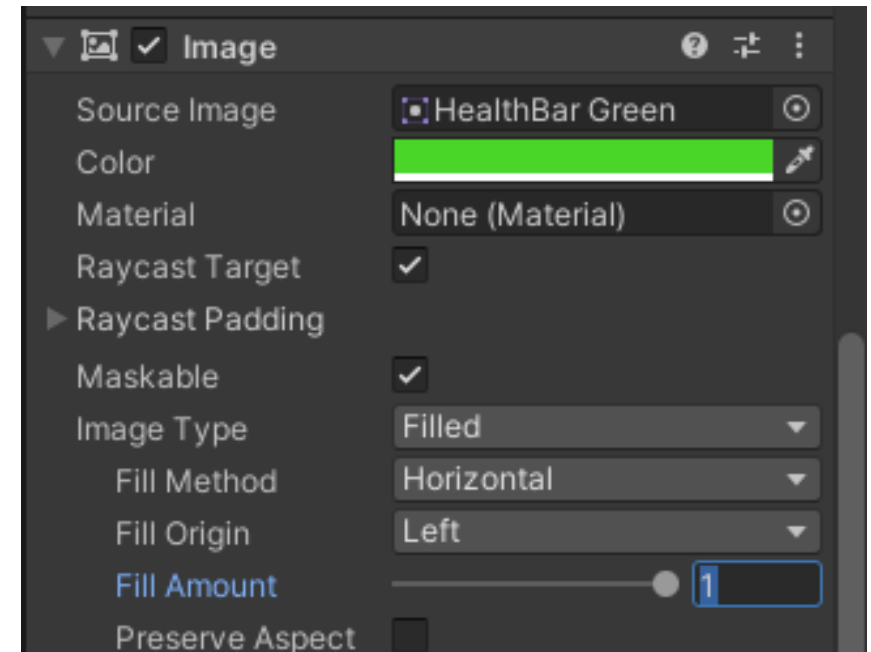 Image
Source Image HealthBar Green
Color
Material None (Material)
Raycast Target
Raycast Padding
Maskable
Image Type Filled
Fill Method Horizontal
Fill Origin Left
Fill Amount 1
Preserve Aspect